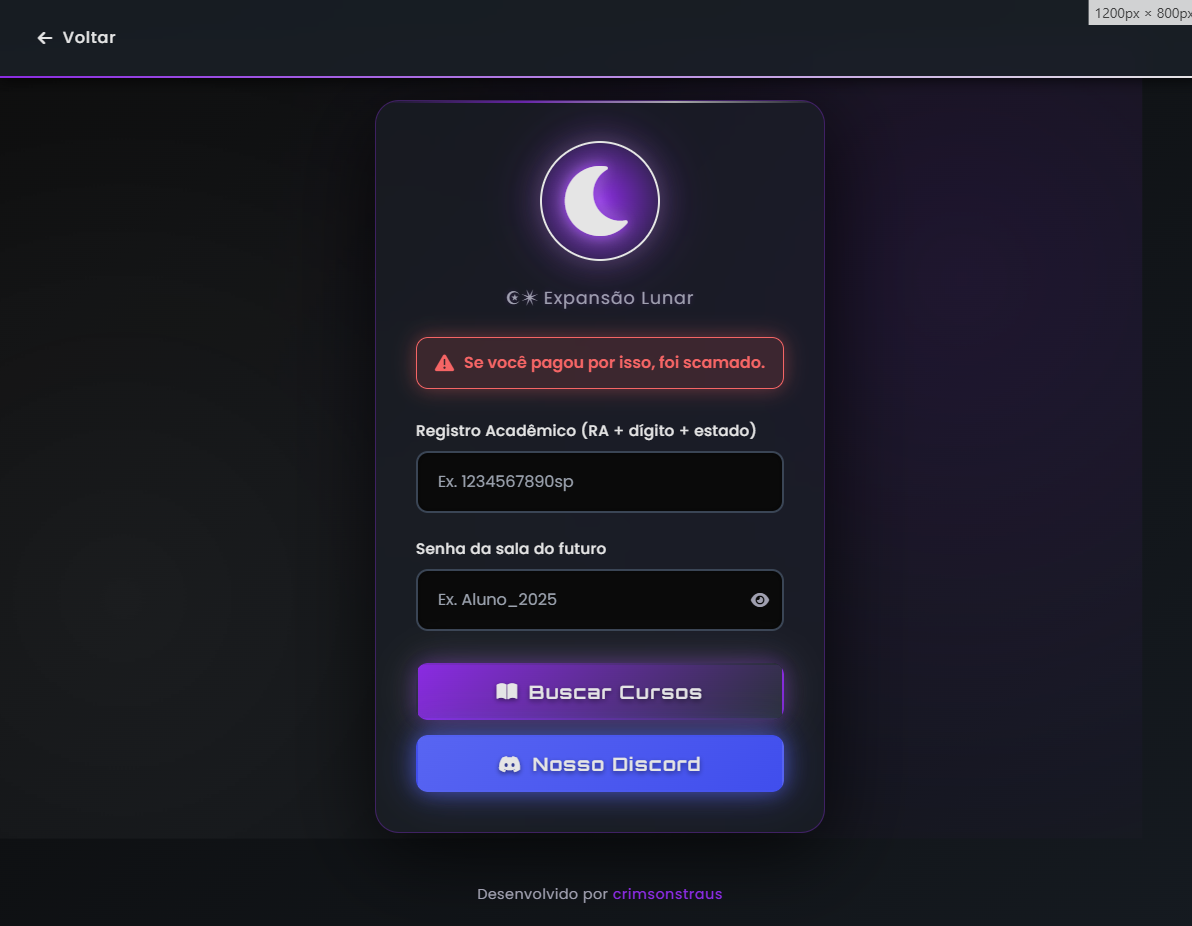 1200px × 800px
Voltar
☪✴ Expansão Lunar
Se você pagou por isso, foi scamado.
Registro Acadêmico (RA + dígito + estado)
Ex. 1234567890sp
Senha da sala do futuro
Ex. Aluno_2025
Buscar Cursos
Nosso Discord
Desenvolvido por crimsonstraus